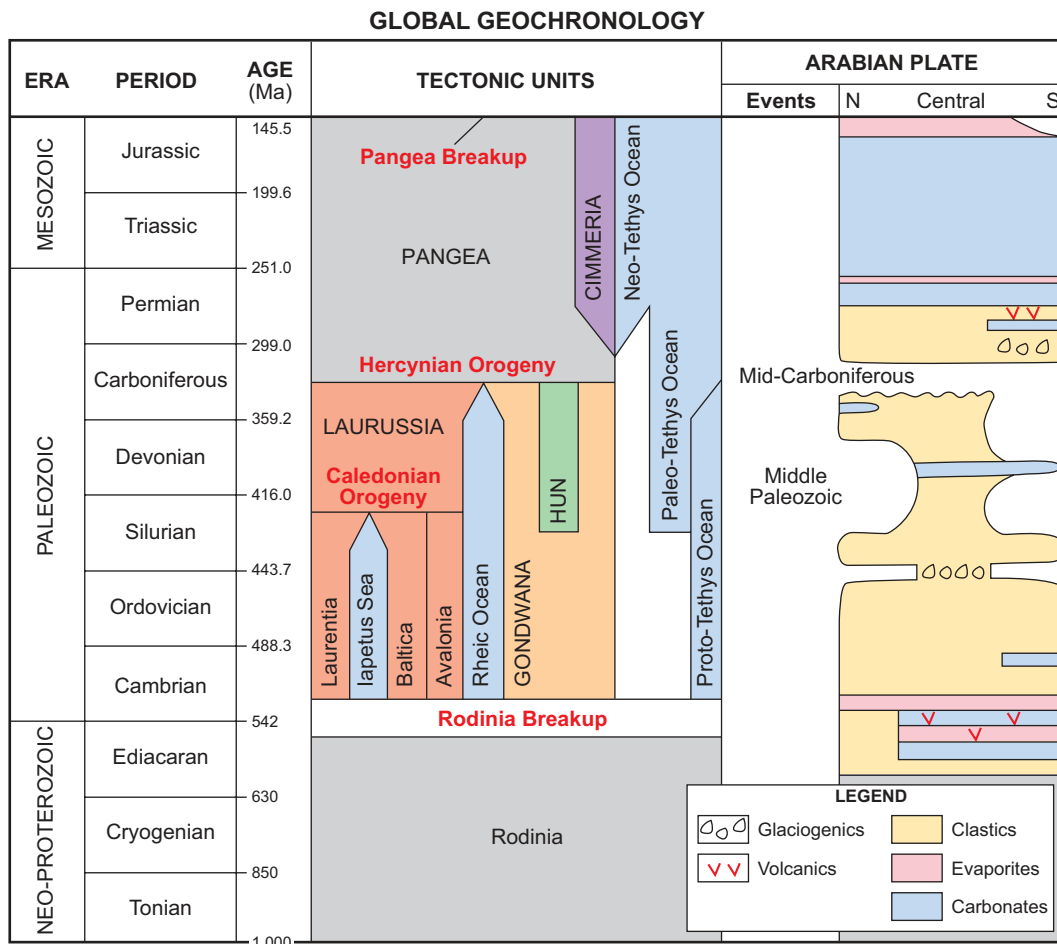 GLOBAL GEOCHRONOLOGY
ERA
PERIOD
AGE
(Ma)
TECTONIC UNITS
ARABIAN PLATE
Events
N
Central
S
MESOZOIC
PALEOZOIC
NEO-PROTEROZOIC
Jurassic
Triassic
Permian
Carboniferous
Devonian
Silurian
Ordovician
Cambrian
Ediacaran
Cryogenian
Tonian
145.5
199.6
251.0
299.0
359.2
416.0
443.7
488.3
542
630
850
1,000
Pangea Breakup
PANGEA
CIMMERIA
Neo-Tethys Ocean
Hercynian Orogeny
LAURUSSIA
Caledonian
Orogeny
HUN
Paleo-Tethys Ocean
Proto-Tethys Ocean
Laurentia
Iapetus Sea
Baltica
Avalonia
Rheic Ocean
GONDWANA
Rodinia Breakup
Rodinia
Mid-Carboniferous
Middle
Paleozoic
LEGEND
Glaciogenics
Volcanics
Clastics
Evaporites
Carbonates